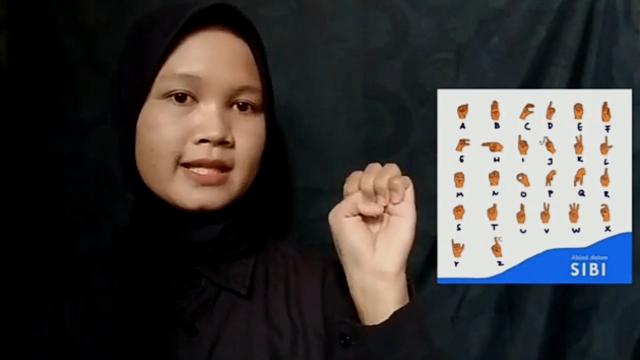 A B C D E F
G H I J K L
M N O P Q R
S T U V W X
Y Z
Abjad dalam
SIBI